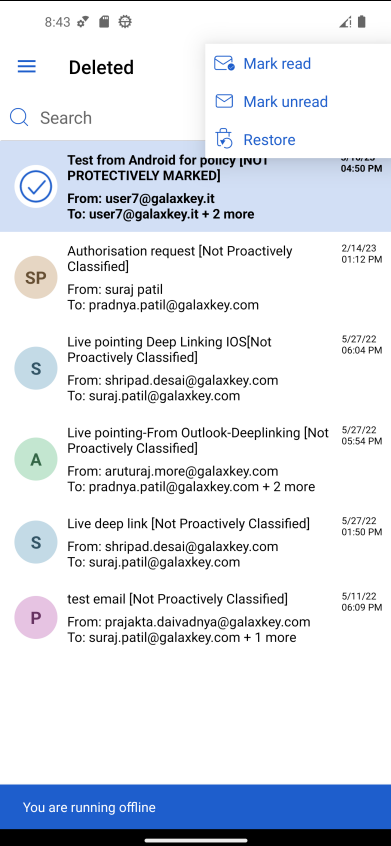 8:43
Deleted
Mark read
Mark unread
Restore
Search
Test from Android for policy [NOT
PROTECTIVELY MARKED]
04:50 PM
From: user7@galaxkey.it
To: user7@galaxkey.it + 2 more
SP
Authorisation request [Not Proactively
Classified]
2/14/23
01:12 PM
From: suraj patil
To: pradnya.patil@galaxkey.com
S
Live pointing Deep Linking IOS[Not
Proactively Classified]
5/27/22
06:04 PM
From: shripad.desai@galaxkey.com
To: suraj.patil@galaxkey.com
A
Live pointing-From Outlook-Deeplinking [Not
Proactively Classified]
5/27/22
05:54 PM
From: aruturaj.more@galaxkey.com
To: pradnya.patil@galaxkey.com + 2 more
S
Live deep link [Not Proactively Classified]
5/27/22
01:50 PM
From: shripad.desai@galaxkey.com
To: suraj.patil@galaxkey.com
P
test email [Not Proactively Classified]
5/11/22
06:09 PM
From: prajakta.daivadnya@galaxkey.com
To: suraj.patil@galaxkey.com + 1 more
You are running offline